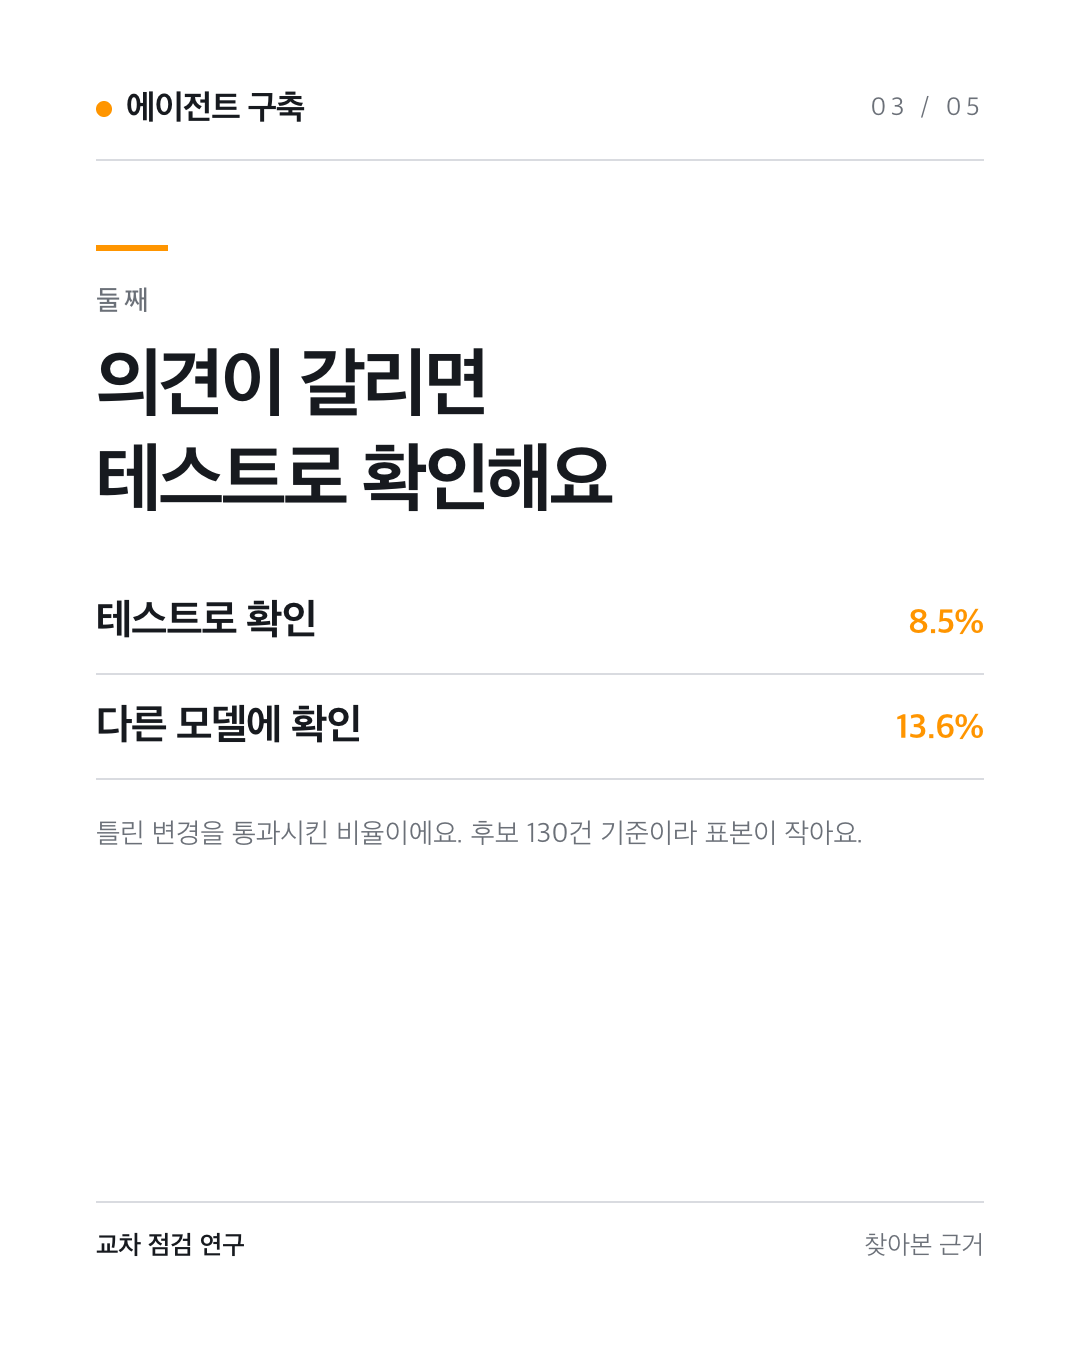 에이전트 구축
03 / 05
둘째
의견이 갈리면
테스트로 확인해요
테스트로 확인
8.5%
다른 모델에 확인
13.6%
틀린 변경을 통과시킨 비율이에요. 후보 130건 기준이라 표본이 작아요.
교차 점검 연구
찾아본 근거